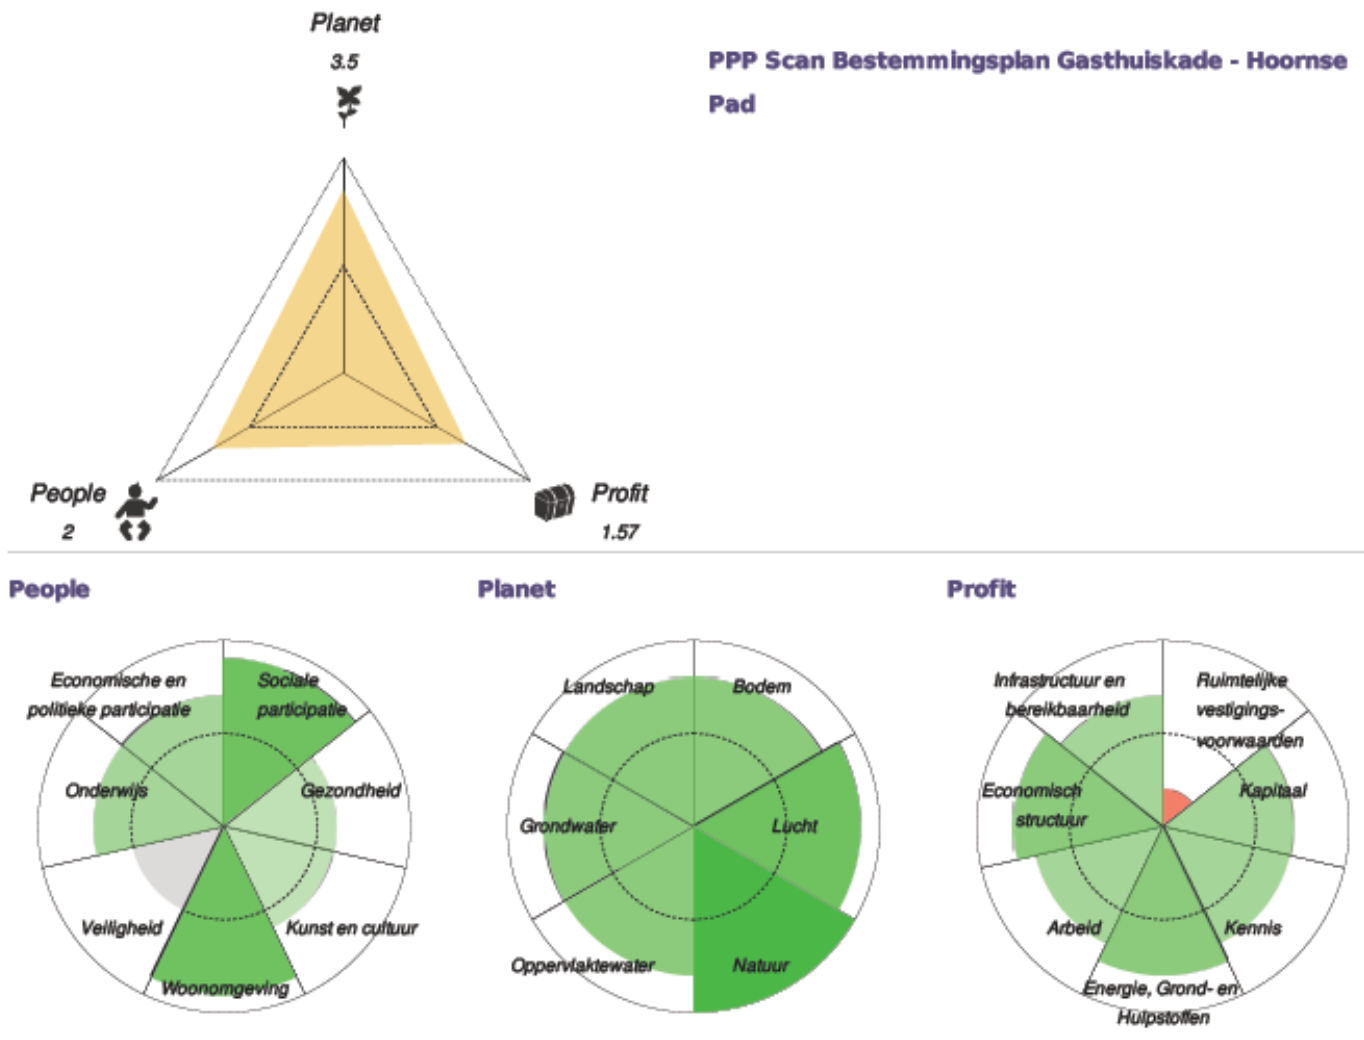 Planet
3.5
PPP Scan Bestemmingsplan Gasthuiskade - Hoornse
Pad
People
2
Profit
1.57
People
Planet
Profit
Economische en
politieke participatie
Sociale
participatie
Onderwijs
Gezondheid
Veiligheid
Kunst en cultuur
Woonomgeving
Landschap
Bodem
Grondwater
Lucht
Oppervlaktewater
Natuur
Infrastructuur en
bereikbaarheid
Ruimtelijke
vestigings-
voorwaarden
Economisch
structuur
Kapitaal
Arbeid
Kennis
Energie, Grond- en
Hulpstoffen